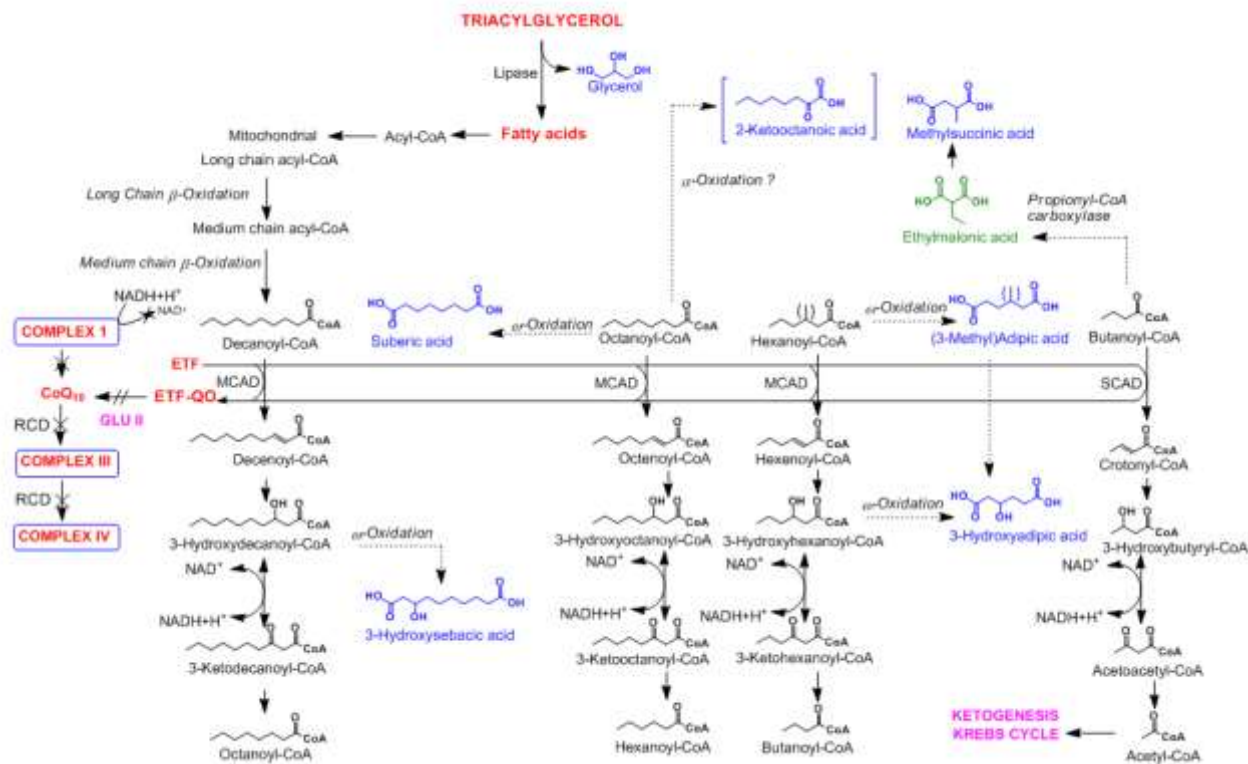 TRIACYLGLYCEROL
Lipase
Glycerol
Fatty acids
Acyl-CoA
Mitochondrial
Long chain acyl-CoA
Long Chain β-Oxidation
Medium chain acyl-CoA
Medium chain β-Oxidation
2-Ketooctanoic acid
Methylsuccinic acid
α-Oxidation ?
Propionyl-CoA
carboxylase
Ethylmalonic acid
NADH+H⁺
NAD⁺
COMPLEX 1
Decanoyl-CoA
Suberic acid
ω-Oxidation
Octanoyl-CoA
Hexanoyl-CoA
ω-Oxidation
(3-Methyl)Adipic acid
Butanoyl-CoA
ETF
CoQ₁₀
ETF-QO
GLU II
MCAD
MCAD
MCAD
SCAD
RCD
COMPLEX III
RCD
COMPLEX IV
Decenoyl-CoA
Octenoyl-CoA
Hexenoyl-CoA
Crotonyl-CoA
3-Hydroxydecanoyl-CoA
ω-Oxidation
3-Hydroxyoctanoyl-CoA
3-Hydroxyhexanoyl-CoA
ω-Oxidation
3-Hydroxyadipic acid
3-Hydroxybutyryl-CoA
NAD⁺
NADH+H⁺
NAD⁺
NADH+H⁺
NAD⁺
NADH+H⁺
NAD⁺
NADH+H⁺
3-Hydroxysebacic acid
3-Ketodecanoyl-CoA
3-Ketooctanoyl-CoA
3-Ketohexanoyl-CoA
Acetoacetyl-CoA
Octanoyl-CoA
Hexanoyl-CoA
Butanoyl-CoA
KETOGENESIS
KREBS CYCLE
Acetyl-CoA